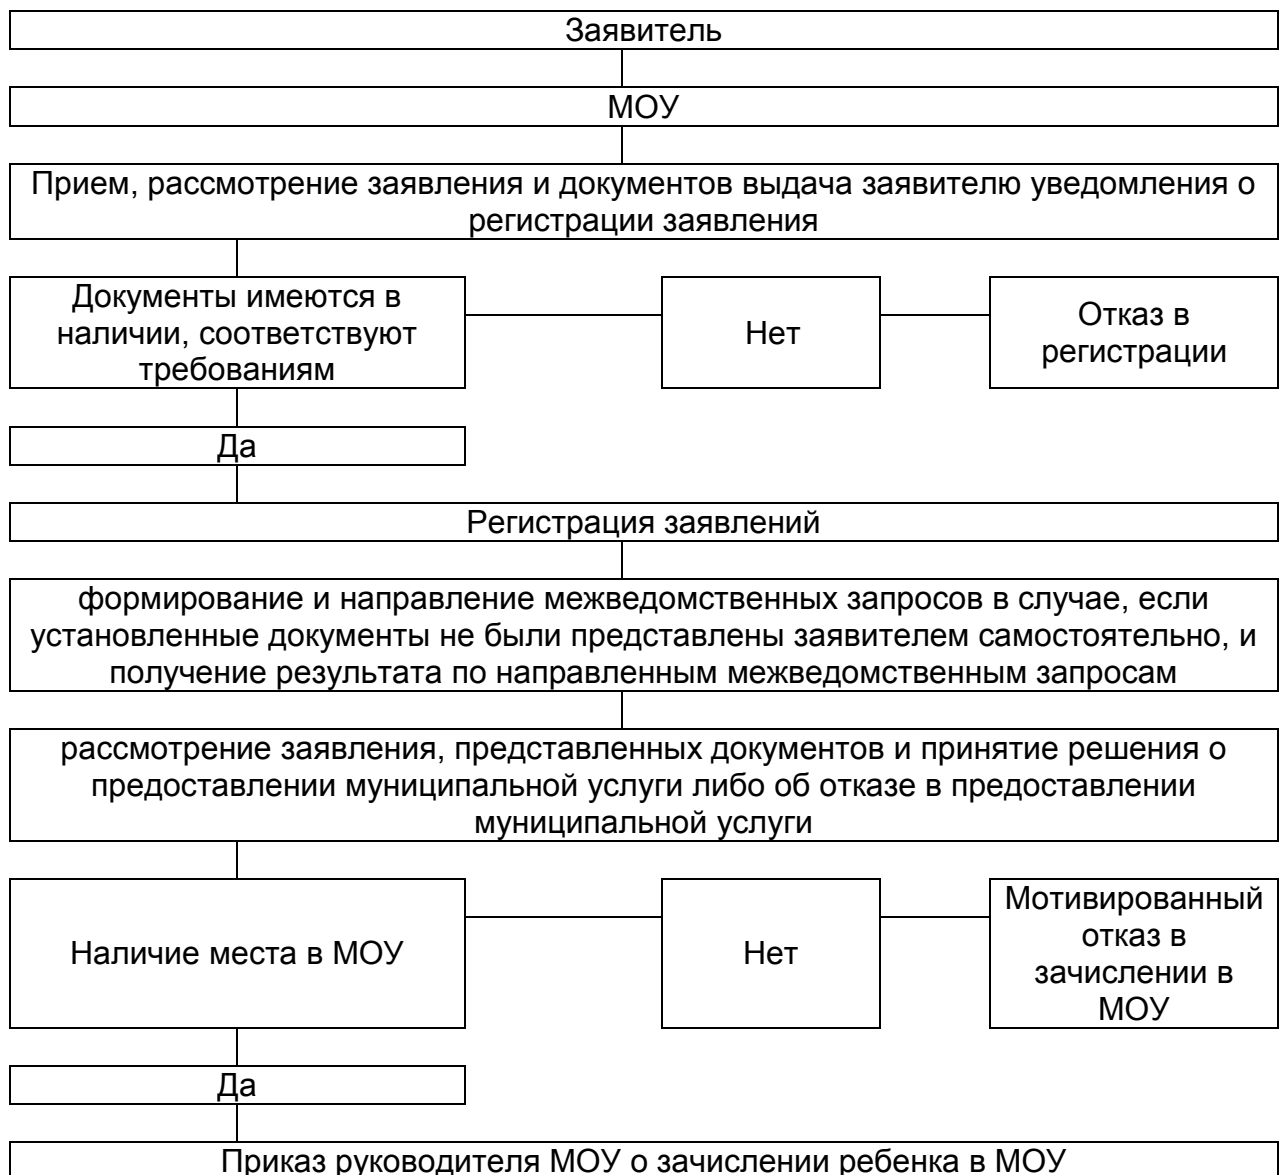 Заявитель
МОУ
Прием, рассмотрение заявления и документов выдача заявителю уведомления о
регистрации заявления
Документы имеются в
наличии, соответствуют
требованиям
Нет
Отказ в
регистрации
Да
Регистрация заявлений
формирование и направление межведомственных запросов в случае, если
установленные документы не были представлены заявителем самостоятельно, и
получение результата по направленным межведомственным запросам
рассмотрение заявления, представленных документов и принятие решения о
предоставлении муниципальной услуги либо об отказе в предоставлении
муниципальной услуги
Наличие места в МОУ
Нет
Мотивированный
отказ в
зачислении в
МОУ
Да
Приказ руководителя МОУ о зачислении ребенка в МОУ